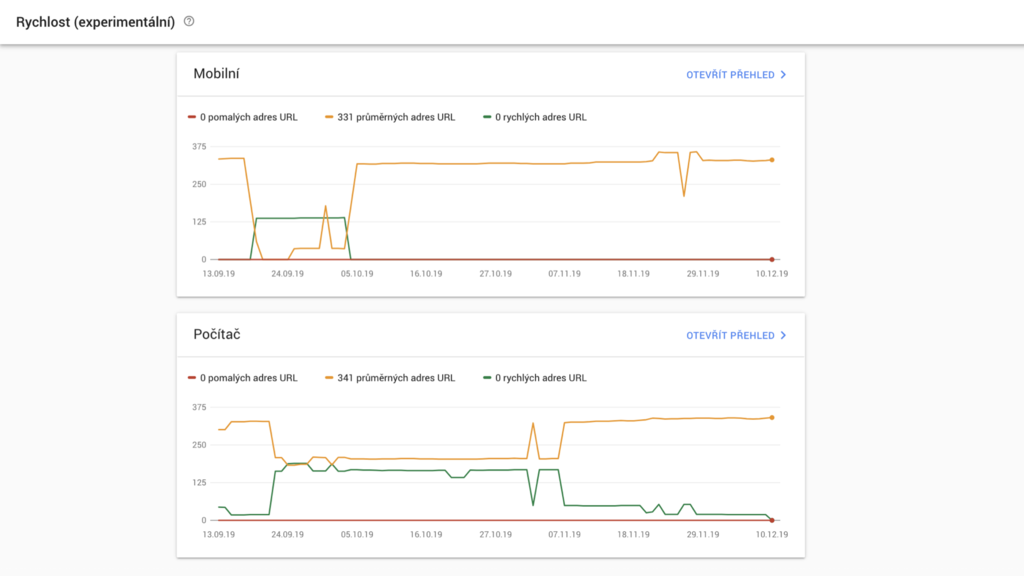 Rychlost (experimentální) ?
Mobilní OTEVŘÍT PŘEHLED
0 pomalých adres URL 331 průměrných adres URL 0 rychlých adres URL
375
250
125
0
13.09.19 24.09.19 05.10.19 16.10.19 27.10.19 07.11.19 18.11.19 29.11.19 10.12.19
Počítač OTEVŘÍT PŘEHLED
0 pomalých adres URL 341 průměrných adres URL 0 rychlých adres URL
375
250
125
0
13.09.19 24.09.19 05.10.19 16.10.19 27.10.19 07.11.19 18.11.19 29.11.19 10.12.19